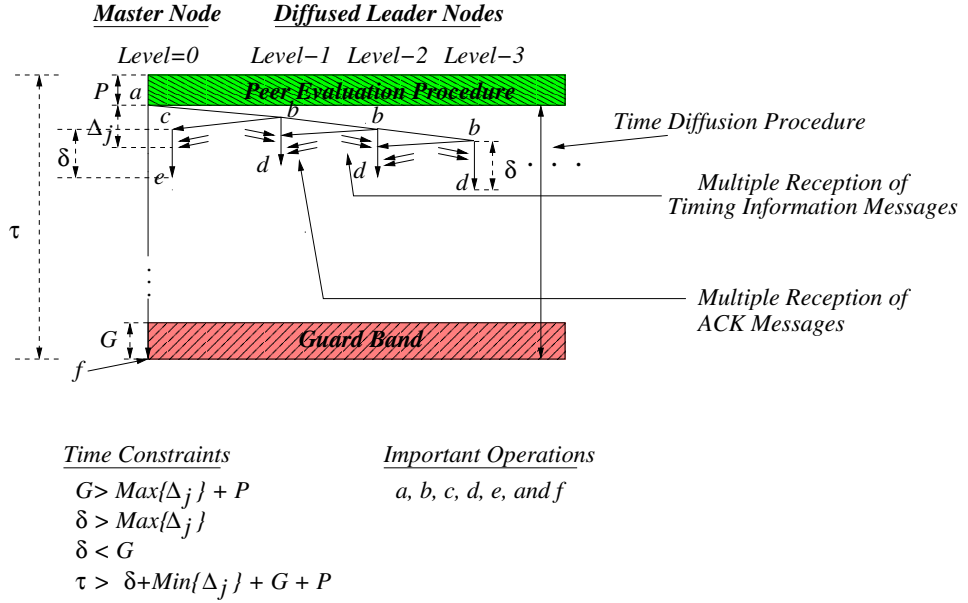 Master Node
Diffused Leader Nodes
Level=0
Level−1
Level−2
Level−3
P
a
Peer Evaluation Procedure
c
b
b
b
Δj
Time Diffusion Procedure
δ
e
d
d
d
δ
. . .
Multiple Reception of
Timing Information Messages
τ
Multiple Reception of
ACK Messages
G
Guard Band
f
Time Constraints
G> Max{Δj} + P
δ > Max{Δj}
δ < G
τ > δ+Min{Δj} + G + P
Important Operations
a, b, c, d, e, and f